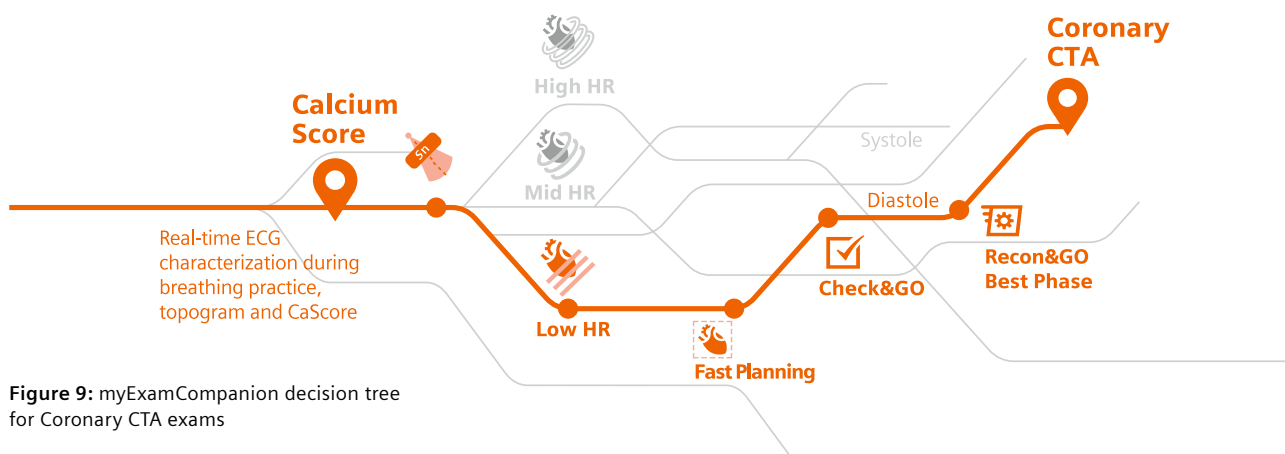 Coronary
CTA
High HR
Calcium
Score
Sn
Systole
Mid HR
Diastole
Real-time ECG
characterization during
breathing practice,
topogram and CaScore
Recon&GO
Best Phase
Check&GO
Low HR
Fast Planning
Figure 9: myExamCompanion decision tree
for Coronary CTA exams